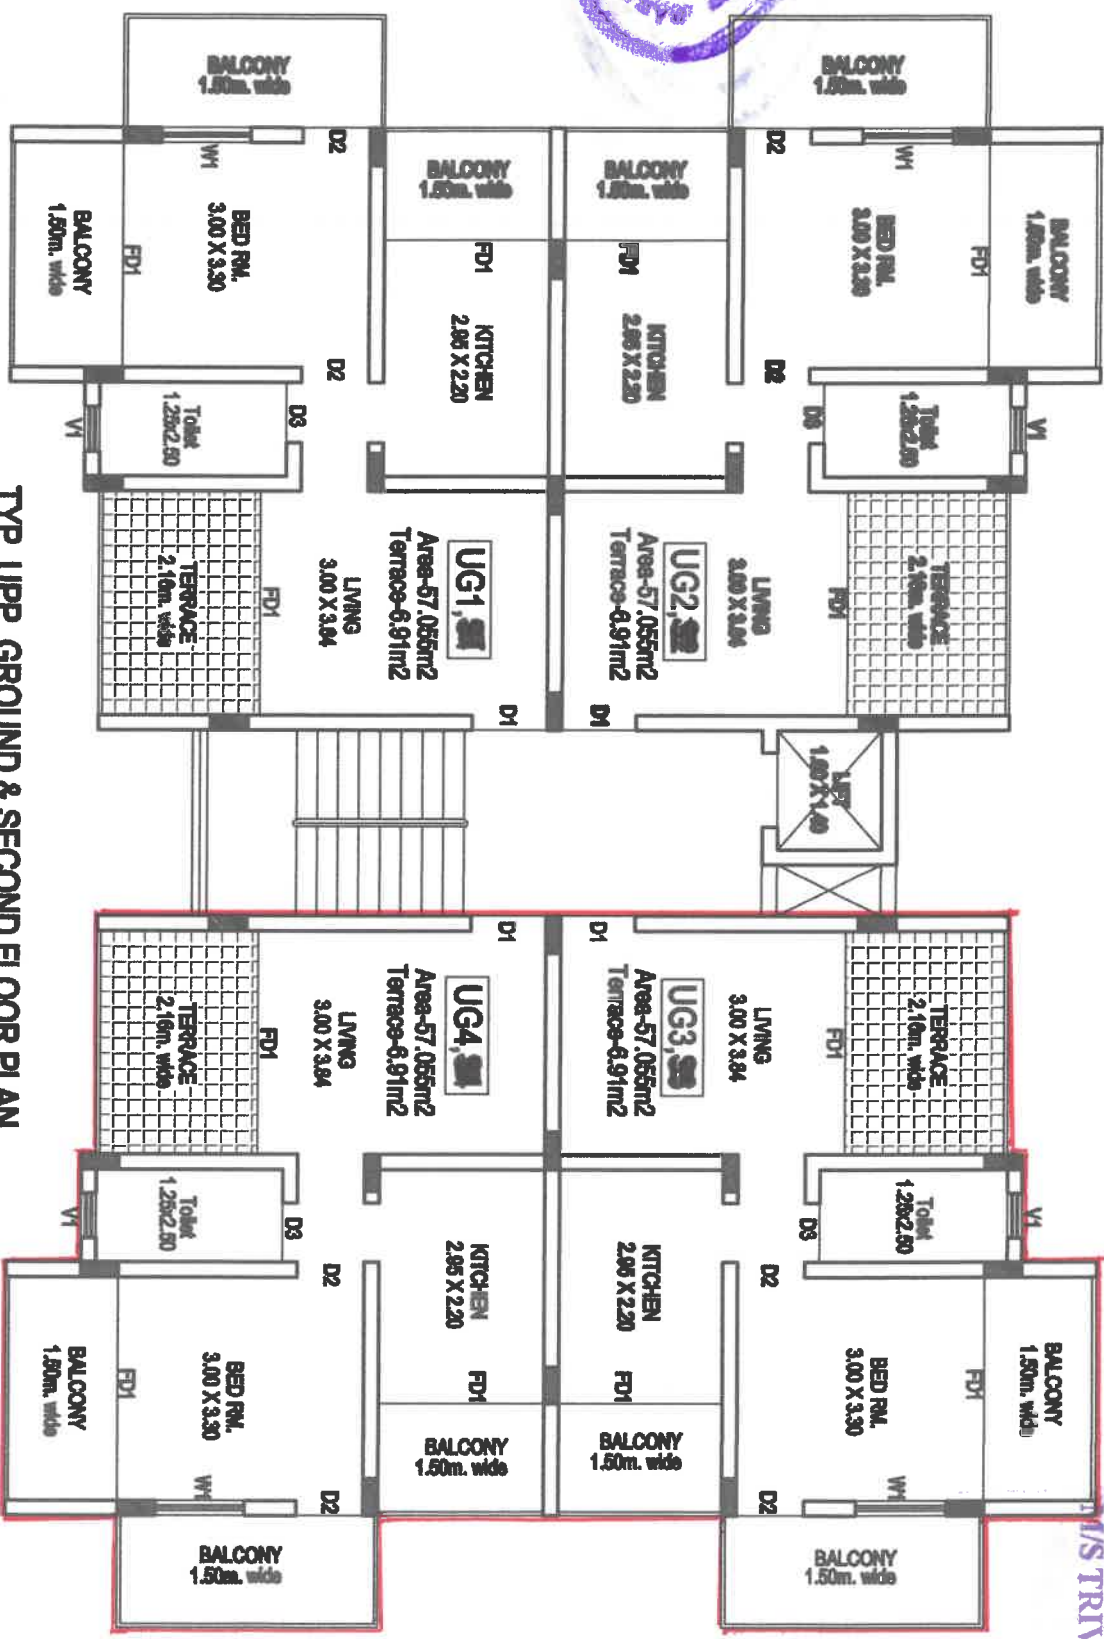 BALCONY
1.50m. wide
BALCONY
1.50m. wide
D2
W1
BALCONY
1.50m. wide
BALCONY
1.50m. wide
D2
W1
BALCONY
1.50m. wide
BED RM.
3.00 X 3.30
FD1
BALCONY
1.50m. wide
BED RM.
3.00 X 3.30
FD1
FD1
FD1
KITCHEN
2.95 X 2.20
KITCHEN
2.95 X 2.20
D2
D2
D3
Toilet
1.25x2.50
V1
D3
Toilet
1.25x2.50
V1
UG1,
Area-57.055m2
Terrace-6.91m2
LIVING
3.00 X 3.84
FD1
TERRACE
2.16m. wide
D1
UG2,
Area-57.055m2
Terrace-6.91m2
LIVING
3.00 X 3.84
FD1
TERRACE
2.16m. wide
D1
LIFT
1.60 X 1.40
TYP. UPP. GROUND & SECOND FLOOR PLAN
D1
UG4,
Area-57.055m2
Terrace-6.91m2
LIVING
3.00 X 3.84
FD1
TERRACE
2.16m. wide
D1
UG3,
Area-57.055m2
Terrace-6.91m2
LIVING
3.00 X 3.84
FD1
TERRACE
2.16m. wide
D3
Toilet
1.25x2.50
V1
D3
Toilet
1.25x2.50
V1
D2
D2
KITCHEN
2.95 X 2.20
KITCHEN
2.95 X 2.20
FD1
FD1
BED RM.
3.00 X 3.30
FD1
BALCONY
1.50m. wide
BED RM.
3.00 X 3.30
FD1
BALCONY
1.50m. wide
BALCONY
1.50m. wide
BALCONY
1.50m. wide
W1
D2
W1
D2
BALCONY
1.50m. wide
BALCONY
1.50m. wide
M/S TRIV